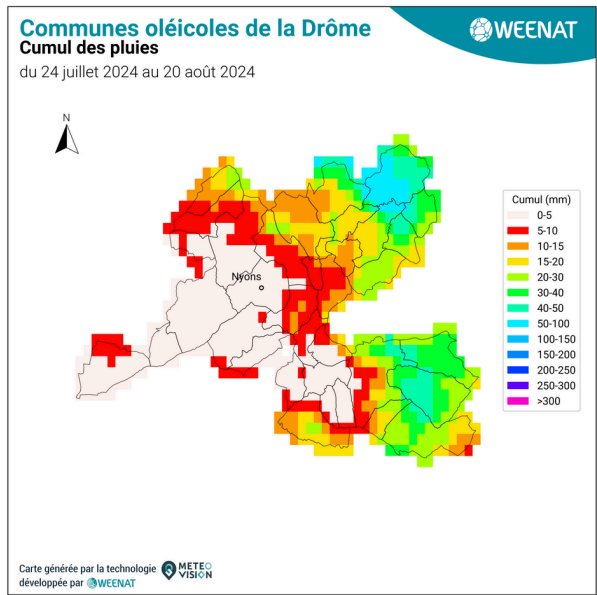 Communes oléicoles de la Drôme
Cumul des pluies
du 24 juillet 2024 au 20 août 2024
WEENAT
N
Nyons
Cumul (mm)
0-5
5-10
10-15
15-20
20-30
30-40
40-50
50-100
100-150
150-200
200-250
250-300
>300
Carte générée par la technologie
développée par WEENAT
METEO
VISION